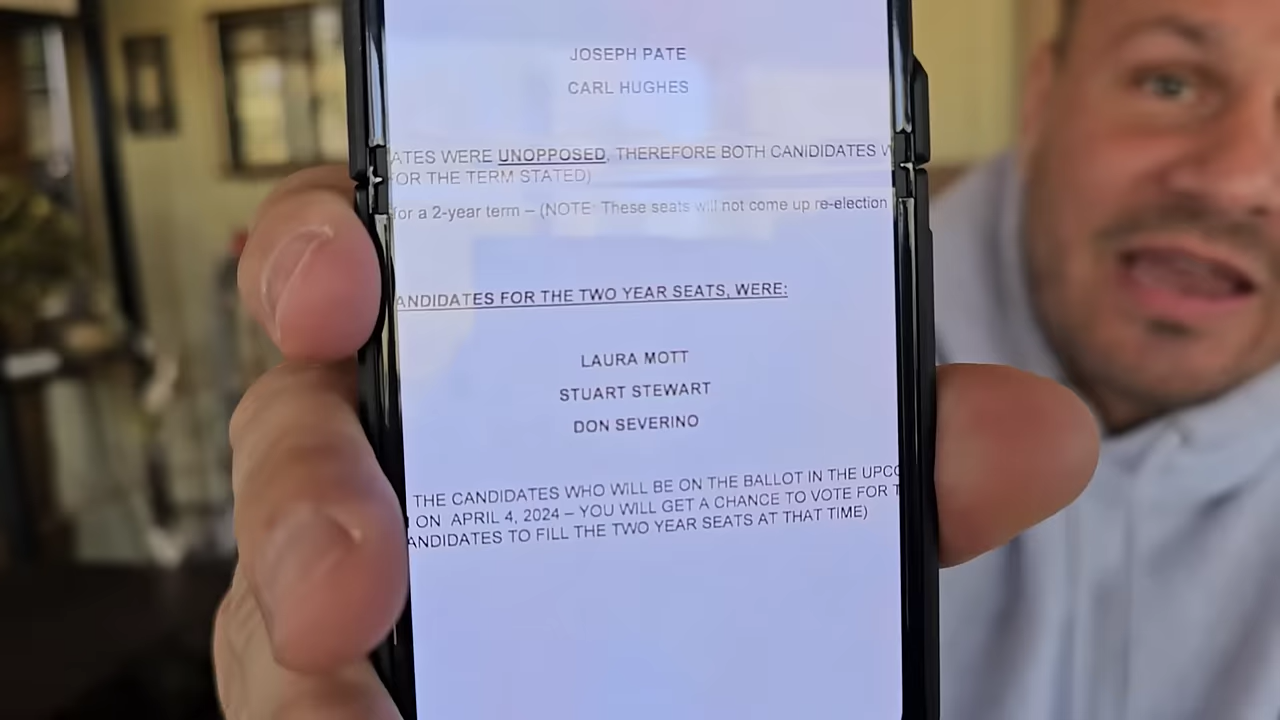 JOSEPH PATE
CARL HUGHES
ATES WERE UNOPPOSED, THEREFORE BOTH CANIDIDATES W
FOR THE TERM STATED)
for a 2-year term – (NOTE: These seats will not come up re-election
ANDIDATES FOR THE TWO YEAR SEATS, WERE:
LAURA MOTT
STUART STEWART
DON SEVERINO
THE CANDIDATES WHO WILL BE ON THE BALLOT IN THE UPCO
ON APRIL 4, 2024 – YOU WILL GET A CHANCE TO VOTE FOR T
ANDIDATES TO FILL THE TWO YEAR SEATS AT THAT TIME)